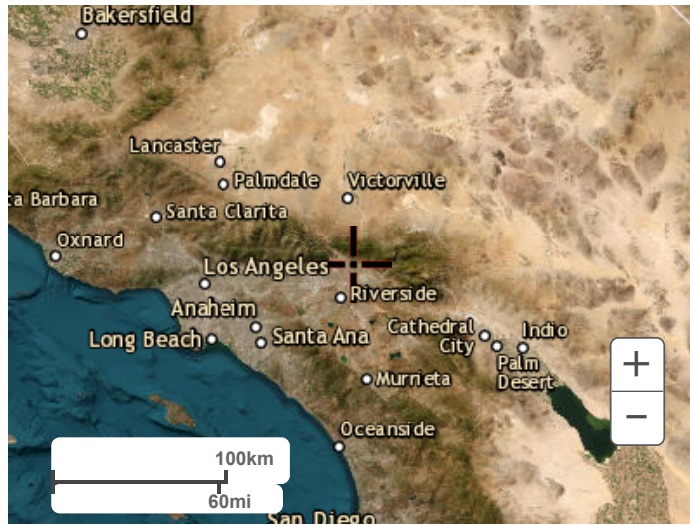 Bakersfield
Lancaster
Palmdale
Victorville
ta Barbara
Santa Clarita
Oxnard
Los Angeles
Riverside
Anaheim
Long Beach
Santa Ana
Cathedral
City
Indio
Palm
Desert
Murrieta
Oceanside
+
−
100km
60mi
San Diego